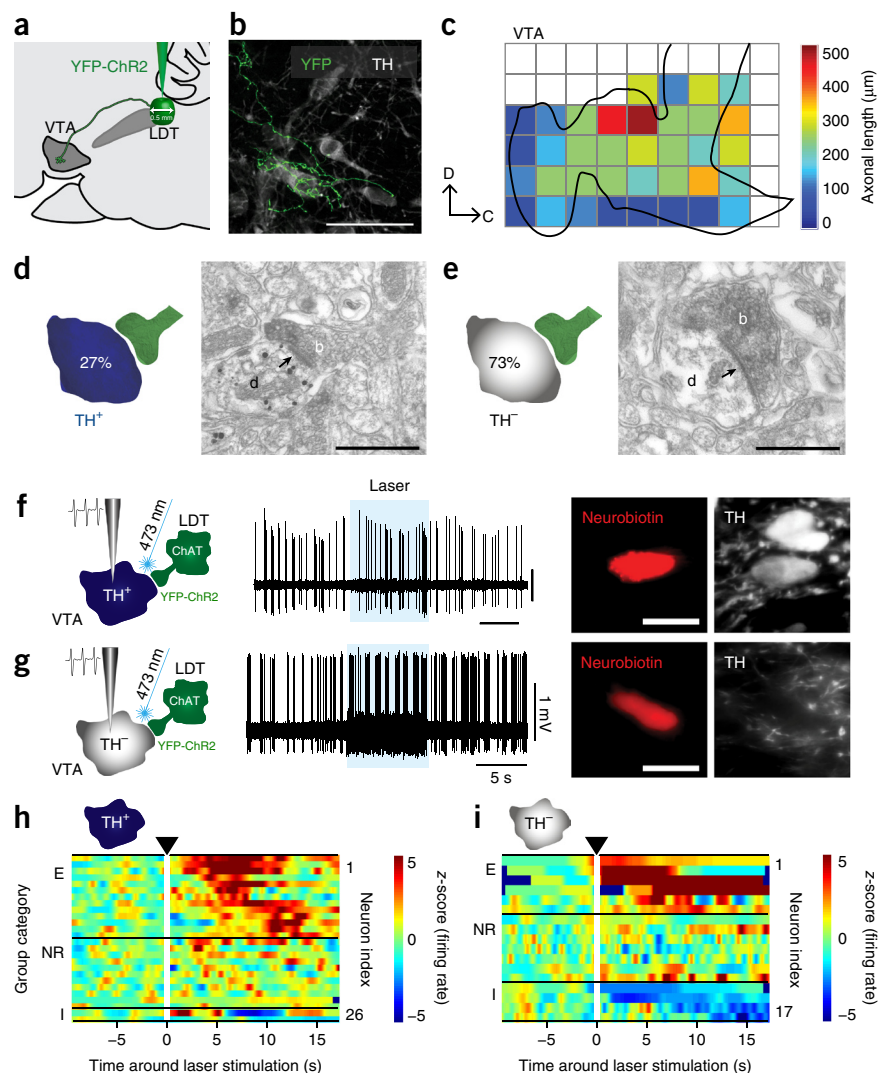 a
YFP-ChR2
VTA
0.5 mm
LDT
b
YFP
TH
c
VTA
D
C
500
400
300
200
100
0
Axonal length (µm)
d
27%
TH+
b
d
e
73%
TH−
b
d
f
473 nm
LDT
ChAT
TH+
YFP-ChR2
VTA
Laser
Neurobiotin
TH
g
473 nm
LDT
ChAT
TH−
YFP-ChR2
VTA
1 mV
5 s
Neurobiotin
TH
h
TH+
Group category
E
NR
I
1
26
Neuron index
5
0
−5
z-score (firing rate)
−5 0 5 10 15
Time around laser stimulation (s)
i
TH−
E
NR
I
1
17
Neuron index
5
0
−5
z-score (firing rate)
−5 0 5 10 15
Time around laser stimulation (s)